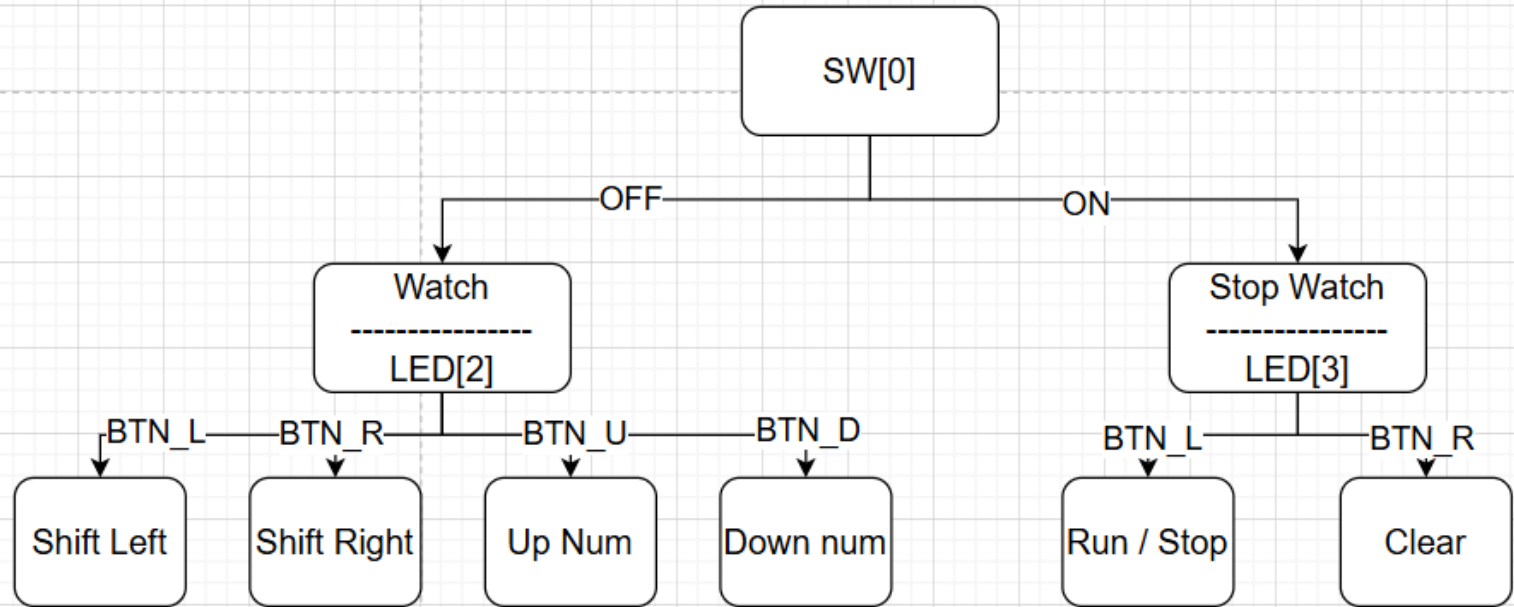 SW[0]
OFF
ON
Watch
----------------
LED[2]
Stop Watch
----------------
LED[3]
BTN_L
BTN_R
BTN_U
BTN_D
BTN_L
BTN_R
Shift Left
Shift Right
Up Num
Down num
Run / Stop
Clear